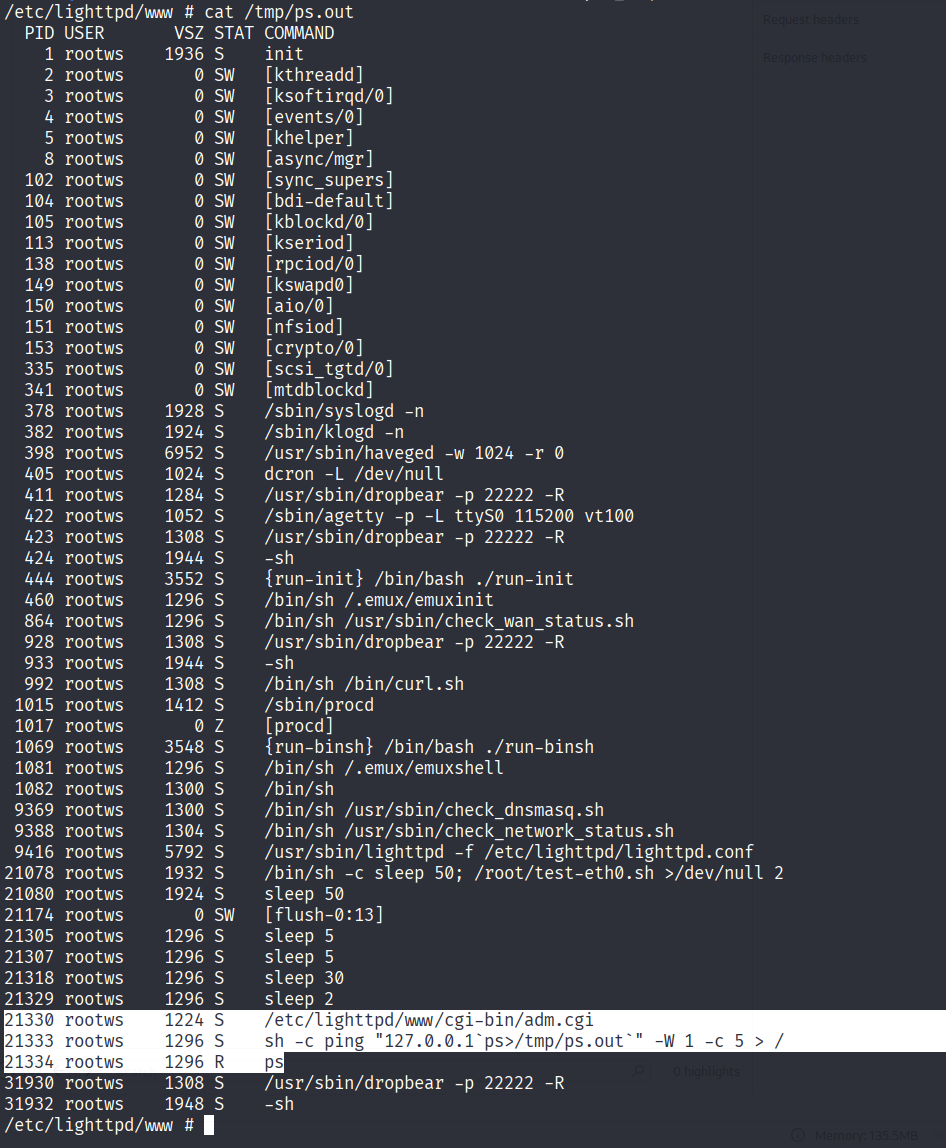 /etc/lighttpd/www # cat /tmp/ps.out
Request headers
PID USER VSZ STAT COMMAND
1 rootws 1936 S init
Response headers
2 rootws 0 SW [kthreadd]
3 rootws 0 SW [ksoftirqd/0]
4 rootws 0 SW [events/0]
5 rootws 0 SW [khelper]
8 rootws 0 SW [async/mgr]
102 rootws 0 SW [sync_supers]
104 rootws 0 SW [bdi-default]
105 rootws 0 SW [kblockd/0]
113 rootws 0 SW [kseriod]
138 rootws 0 SW [rpciod/0]
149 rootws 0 SW [kswapd0]
150 rootws 0 SW [aio/0]
151 rootws 0 SW [nfsiod]
153 rootws 0 SW [crypto/0]
335 rootws 0 SW [scsi_tgtd/0]
341 rootws 0 SW [mtdblockd]
378 rootws 1928 S /sbin/syslogd -n
382 rootws 1924 S /sbin/klogd -n
398 rootws 6952 S /usr/sbin/haveged -w 1024 -r 0
405 rootws 1024 S dcron -L /dev/null
411 rootws 1284 S /usr/sbin/dropbear -p 22222 -R
422 rootws 1052 S /sbin/agetty -p -L ttyS0 115200 vt100
423 rootws 1308 S /usr/sbin/dropbear -p 22222 -R
424 rootws 1944 S -sh
444 rootws 3552 S {run-init} /bin/bash ./run-init
460 rootws 1296 S /bin/sh /.emux/emuxinit
864 rootws 1296 S /bin/sh /usr/sbin/check_wan_status.sh
928 rootws 1308 S /usr/sbin/dropbear -p 22222 -R
933 rootws 1944 S -sh
992 rootws 1308 S /bin/sh /bin/curl.sh
1015 rootws 1412 S /sbin/procd
1017 rootws 0 Z [procd]
1069 rootws 3548 S {run-binsh} /bin/bash ./run-binsh
1081 rootws 1296 S /bin/sh /.emux/emuxshell
1082 rootws 1300 S /bin/sh
9369 rootws 1300 S /bin/sh /usr/sbin/check_dnsmasq.sh
9388 rootws 1304 S /bin/sh /usr/sbin/check_network_status.sh
9416 rootws 5792 S /usr/sbin/lighttpd -f /etc/lighttpd/lighttpd.conf
21078 rootws 1932 S /bin/sh -c sleep 50; /root/test-eth0.sh >/dev/null 2
21080 rootws 1924 S sleep 50
21174 rootws 0 SW [flush-0:13]
21305 rootws 1296 S sleep 5
21307 rootws 1296 S sleep 5
21318 rootws 1296 S sleep 30
21329 rootws 1296 S sleep 2
21330 rootws 1224 S /etc/lighttpd/www/cgi-bin/adm.cgi
21333 rootws 1296 S sh -c ping "127.0.0.1`ps>/tmp/ps.out`" -W 1 -c 5 > /
21334 rootws 1296 R ps
0 highlights
31930 rootws 1308 S /usr/sbin/dropbear -p 22222 -R
31932 rootws 1948 S -sh
/etc/lighttpd/www #
Memory: 135.5MB